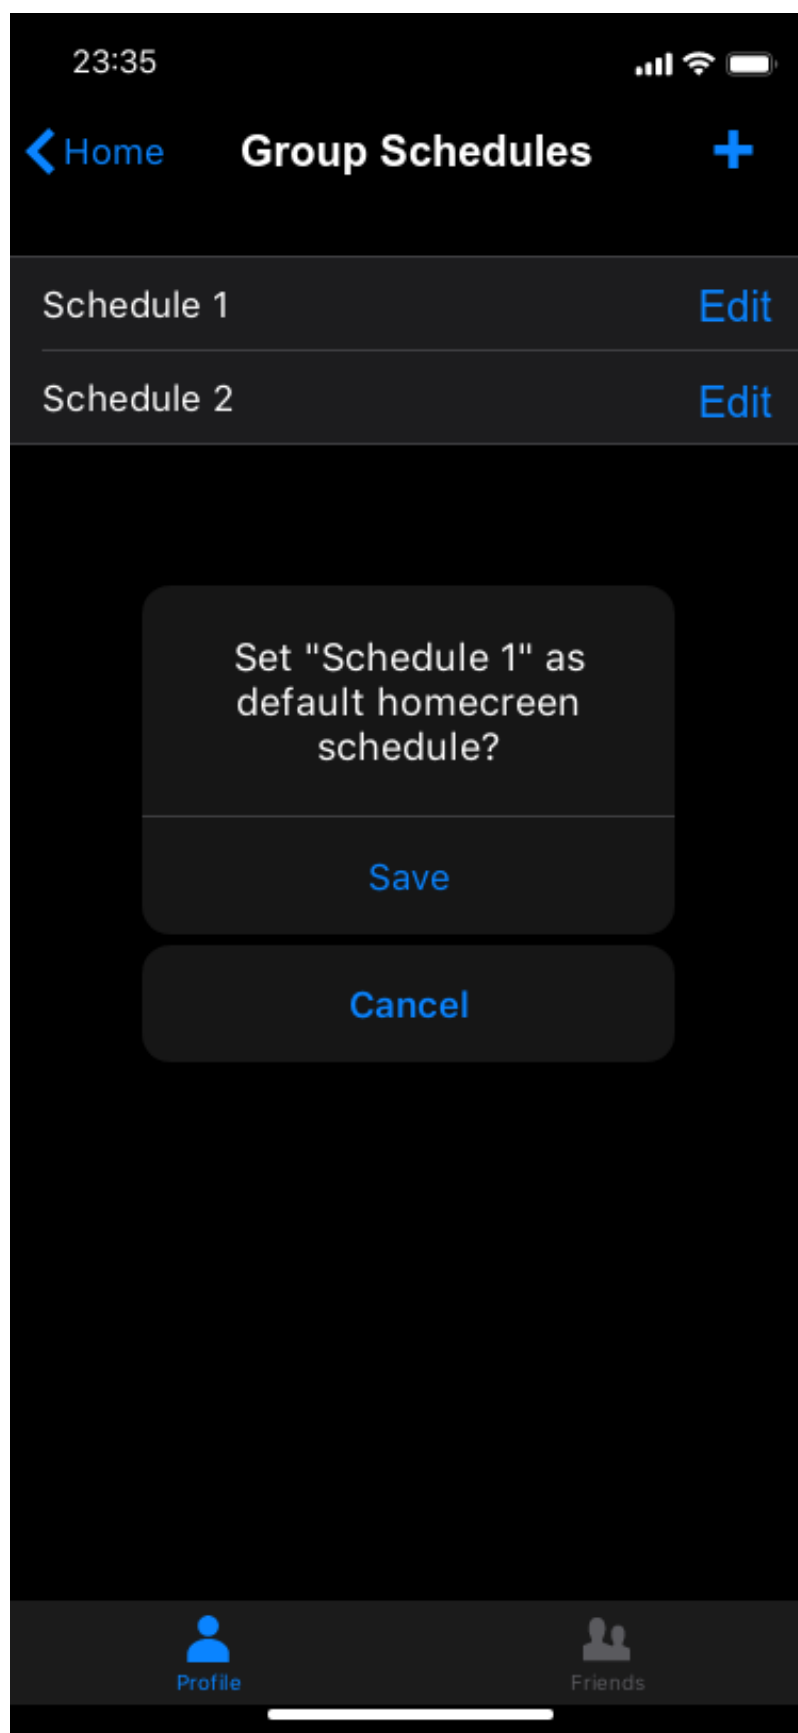 23:35
Home
Group Schedules
Schedule 1
Edit
Schedule 2
Edit
Set "Schedule 1" as
default homecreen
schedule?
Save
Cancel
Profile
Friends